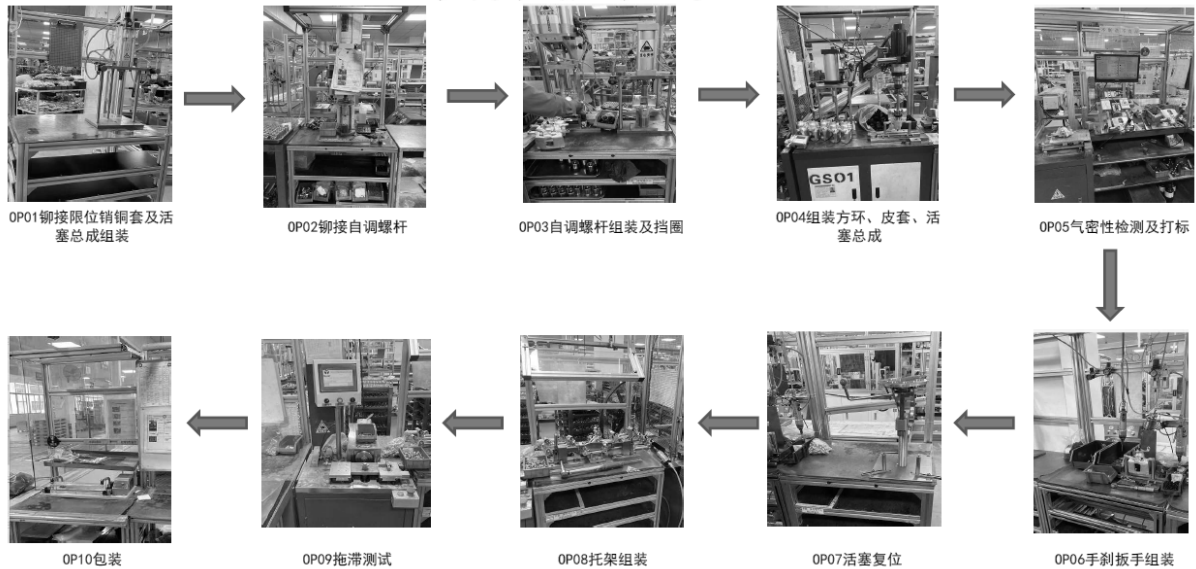 OP01铆接限位销铜套及活
塞总成组装
OP02铆接自调螺杆
OP03自调螺杆组装及挡圈
GS01
OP04组装方环、皮套、活
塞总成
OP05气密性检测及打标
OP10包装
OP09拖滞测试
OP08托架组装
OP07活塞复位
OP06手刹扳手组装